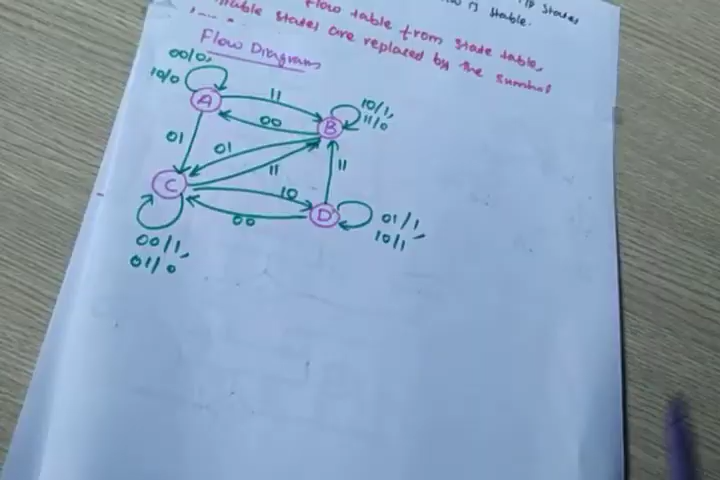 is stable.
States
Flow table from state table,
stable states are replaced by the symbol
Flow Diagram
00/0,
10/0
A
11
00
B
10/1,
11/0
01
01
11
11
C
10
00
D
01/1,
10/1
00/1,
01/0